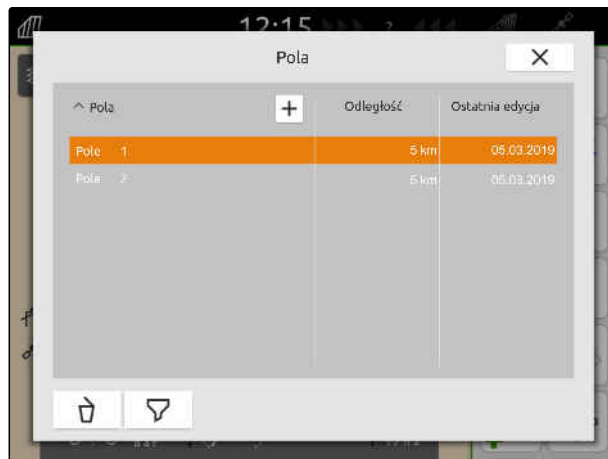 12:15
Pola
Pola + Odległość Ostatnia edycja
Pole 1 5 km 05.03.2019
Pole 2 5 km 05.03.2019